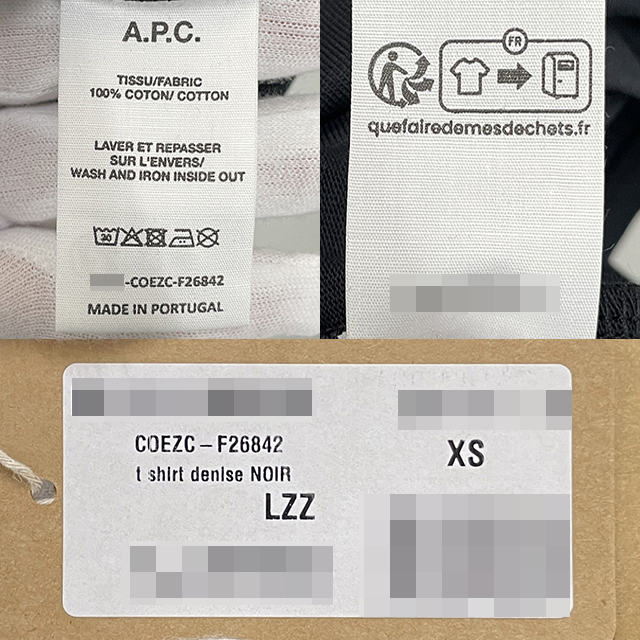 A.P.C.
TISSU/FABRIC
100% COTON/ COTTON
LAVER ET REPASSER
SUR L'ENVERS/
WASH AND IRON INSIDE OUT
30
-COEZC-F26842
MADE IN PORTUGAL
FR
quefairedemesdechets.fr
COEZC-F26842
t shirt denise NOIR
LZZ
XS